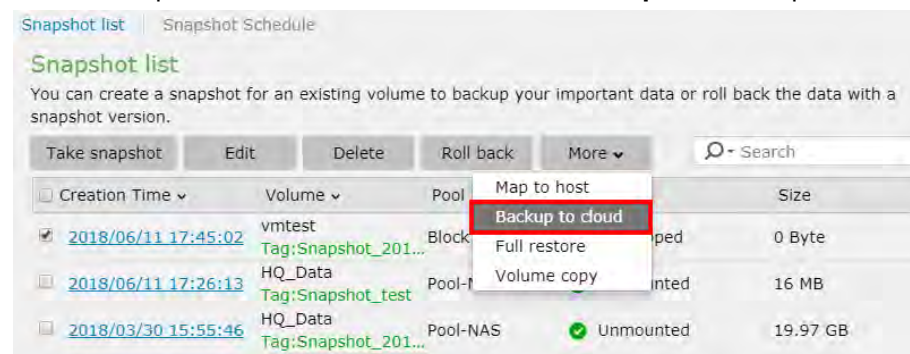 Snapshot list Snapshot Schedule
Snapshot list
You can create a snapshot for an existing volume to backup your important data or roll back the data with a
snapshot version.
Take snapshot Edit Delete Roll back More Search
Creation Time Volume Pool Size
Map to host
Backup to cloud
Full restore
Volume copy
2018/06/11 17:45:02 vmtest Block pped 0 Byte
Tag:Snapshot_201...
2018/06/11 17:26:13 HQ_Data nted 16 MB
Tag:Snapshot_test
2018/03/30 15:55:46 HQ_Data Pool-NAS Unmounted 19.97 GB
Tag:Snapshot_201...